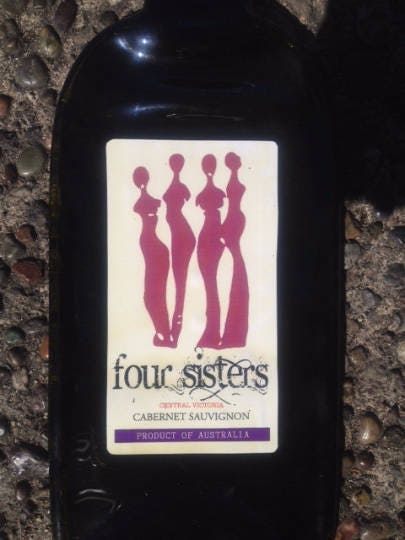 four sisters
CENTRAL VICTORIA
CABERNET SAUVIGNON
PRODUCT OF AUSTRALIA